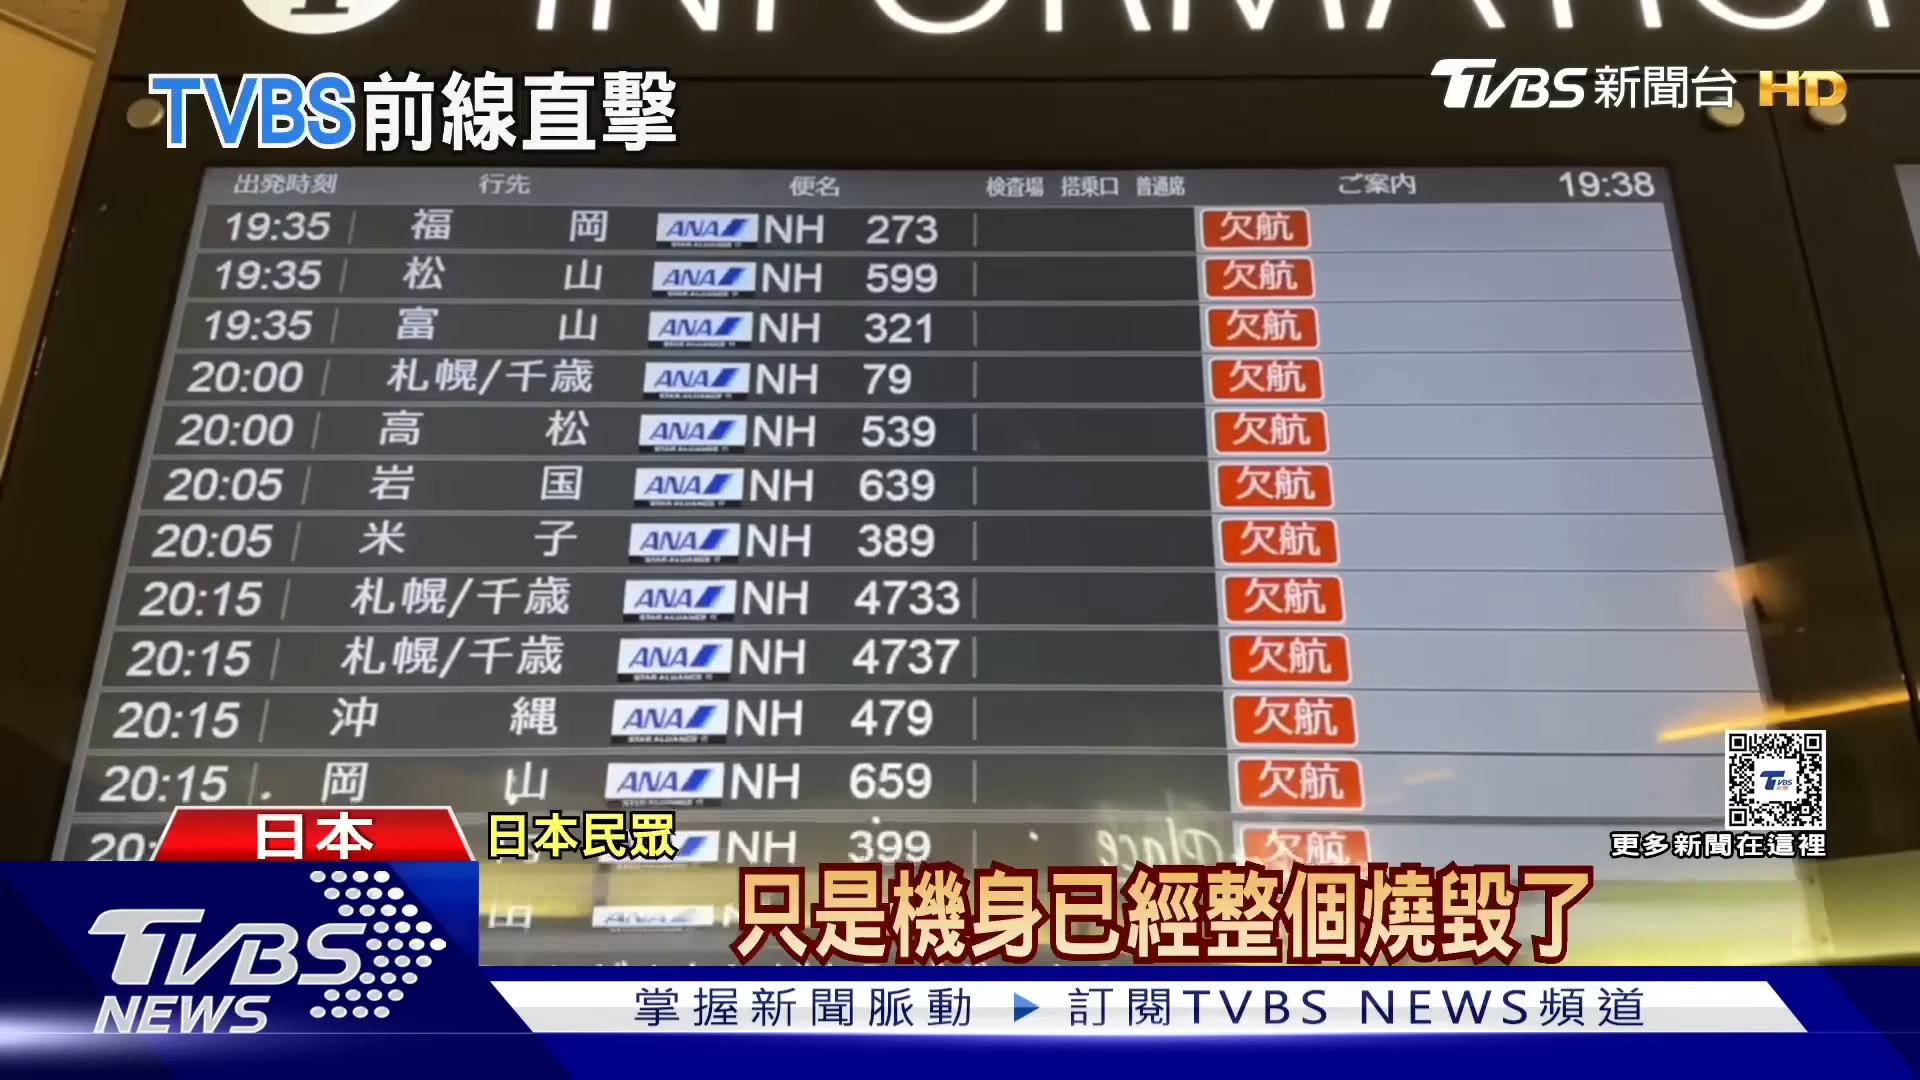 INFORMATION
TVBS前線直擊
TVBS新聞台 HD
出発時刻 行先 便名 検査場 搭乗口 普通席 ご案内 19:38
19:35 福岡 ANA NH 273 欠航
19:35 松山 ANA NH 599 欠航
19:35 富山 ANA NH 321 欠航
20:00 札幌/千歳 ANA NH 79 欠航
20:00 高松 ANA NH 539 欠航
20:05 岩国 ANA NH 639 欠航
20:05 米子 ANA NH 389 欠航
20:15 札幌/千歳 ANA NH 4733 欠航
20:15 札幌/千歳 ANA NH 4737 欠航
20:15 沖縄 ANA NH 479 欠航
20:15 岡山 ANA NH 659 欠航
20: NH 399 欠航
Place
山 ANA
日本
日本民眾
更多新聞在這裡
只是機身已經整個燒毀了
TVBS NEWS
掌握新聞脈動 ▶ 訂閱TVBS NEWS頻道